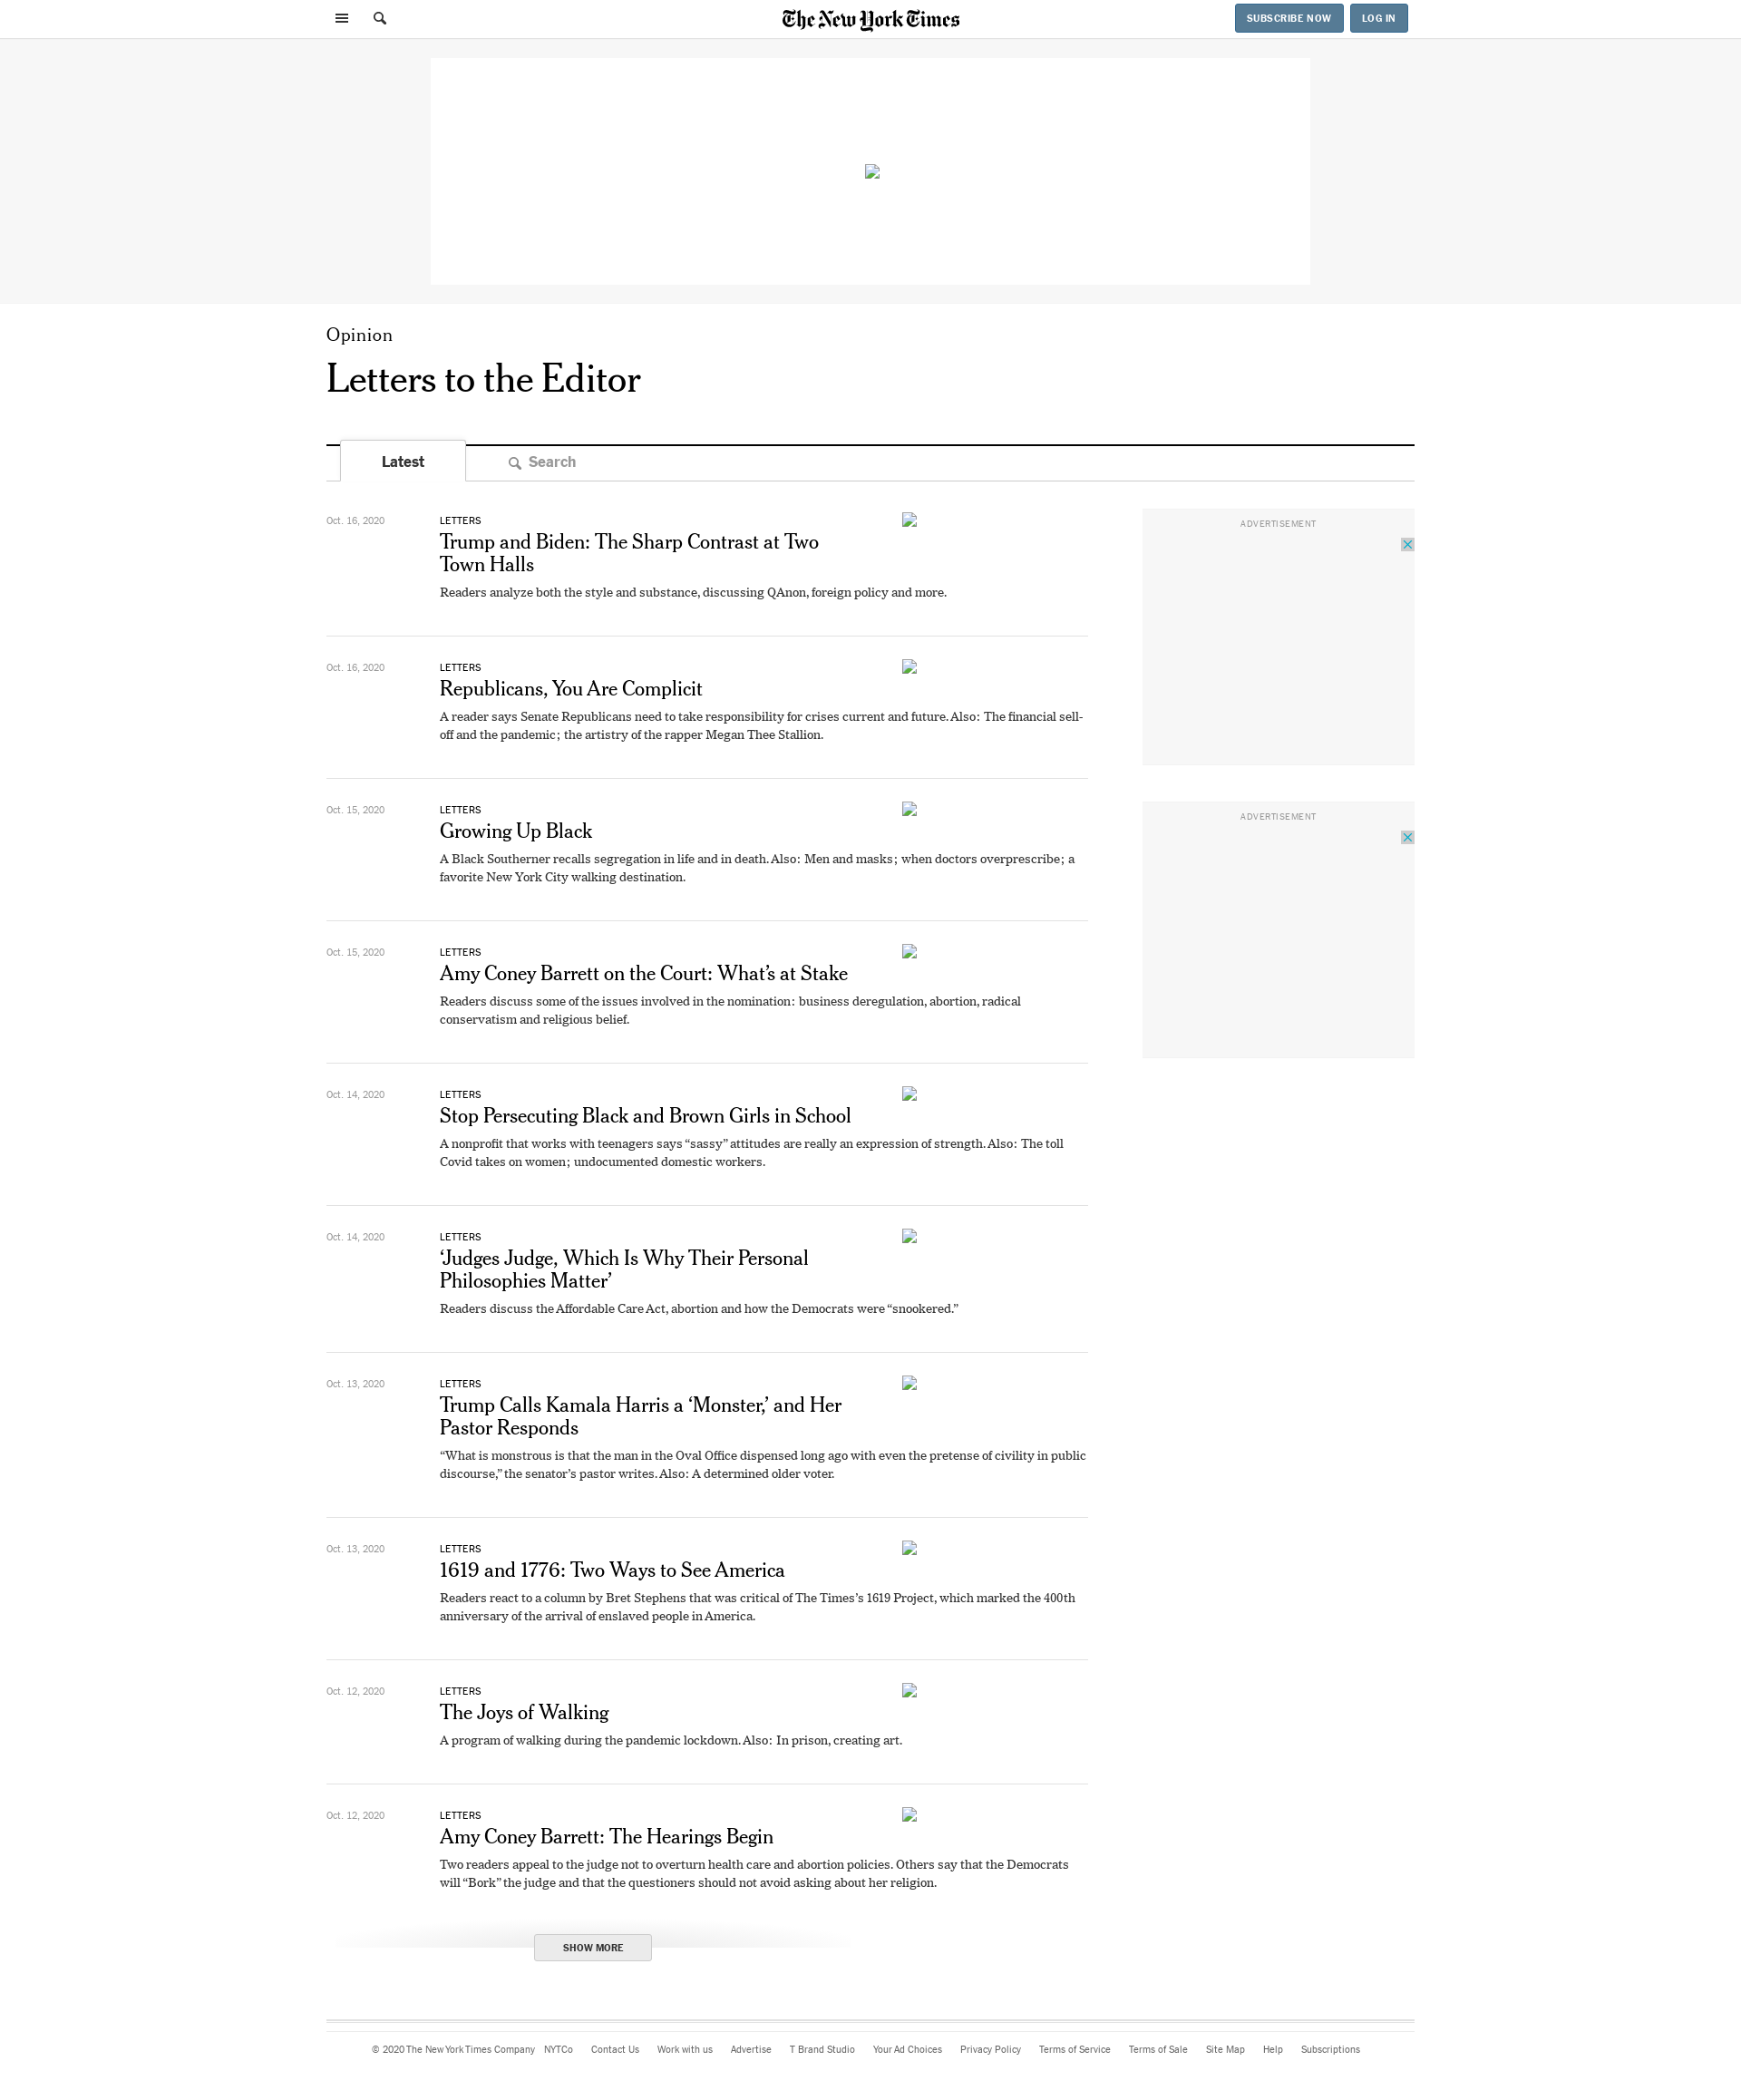 The New York Times
SUBSCRIBE NOW
LOG IN
Opinion
Letters to the Editor
Latest
Search
Oct. 16, 2020
LETTERS
Trump and Biden: The Sharp Contrast at Two
Town Halls
Readers analyze both the style and substance, discussing QAnon, foreign policy and more.
Oct. 16, 2020
LETTERS
Republicans, You Are Complicit
A reader says Senate Republicans need to take responsibility for crises current and future. Also: The financial sell-
off and the pandemic; the artistry of the rapper Megan Thee Stallion.
Oct. 15, 2020
LETTERS
Growing Up Black
A Black Southerner recalls segregation in life and in death. Also: Men and masks; when doctors overprescribe; a
favorite New York City walking destination.
Oct. 15, 2020
LETTERS
Amy Coney Barrett on the Court: What’s at Stake
Readers discuss some of the issues involved in the nomination: business deregulation, abortion, radical
conservatism and religious belief.
Oct. 14, 2020
LETTERS
Stop Persecuting Black and Brown Girls in School
A nonprofit that works with teenagers says “sassy” attitudes are really an expression of strength. Also: The toll
Covid takes on women; undocumented domestic workers.
Oct. 14, 2020
LETTERS
‘Judges Judge, Which Is Why Their Personal
Philosophies Matter’
Readers discuss the Affordable Care Act, abortion and how the Democrats were “snookered.”
Oct. 13, 2020
LETTERS
Trump Calls Kamala Harris a ‘Monster,’ and Her
Pastor Responds
“What is monstrous is that the man in the Oval Office dispensed long ago with even the pretense of civility in public
discourse,” the senator’s pastor writes. Also: A determined older voter.
Oct. 13, 2020
LETTERS
1619 and 1776: Two Ways to See America
Readers react to a column by Bret Stephens that was critical of The Times’s 1619 Project, which marked the 400th
anniversary of the arrival of enslaved people in America.
Oct. 12, 2020
LETTERS
The Joys of Walking
A program of walking during the pandemic lockdown. Also: In prison, creating art.
Oct. 12, 2020
LETTERS
Amy Coney Barrett: The Hearings Begin
Two readers appeal to the judge not to overturn health care and abortion policies. Others say that the Democrats
will “Bork” the judge and that the questioners should not avoid asking about her religion.
SHOW MORE
ADVERTISEMENT
ADVERTISEMENT
© 2020 The New York Times Company NYTCo Contact Us Work with us Advertise T Brand Studio Your Ad Choices Privacy Policy Terms of Service Terms of Sale Site Map Help Subscriptions